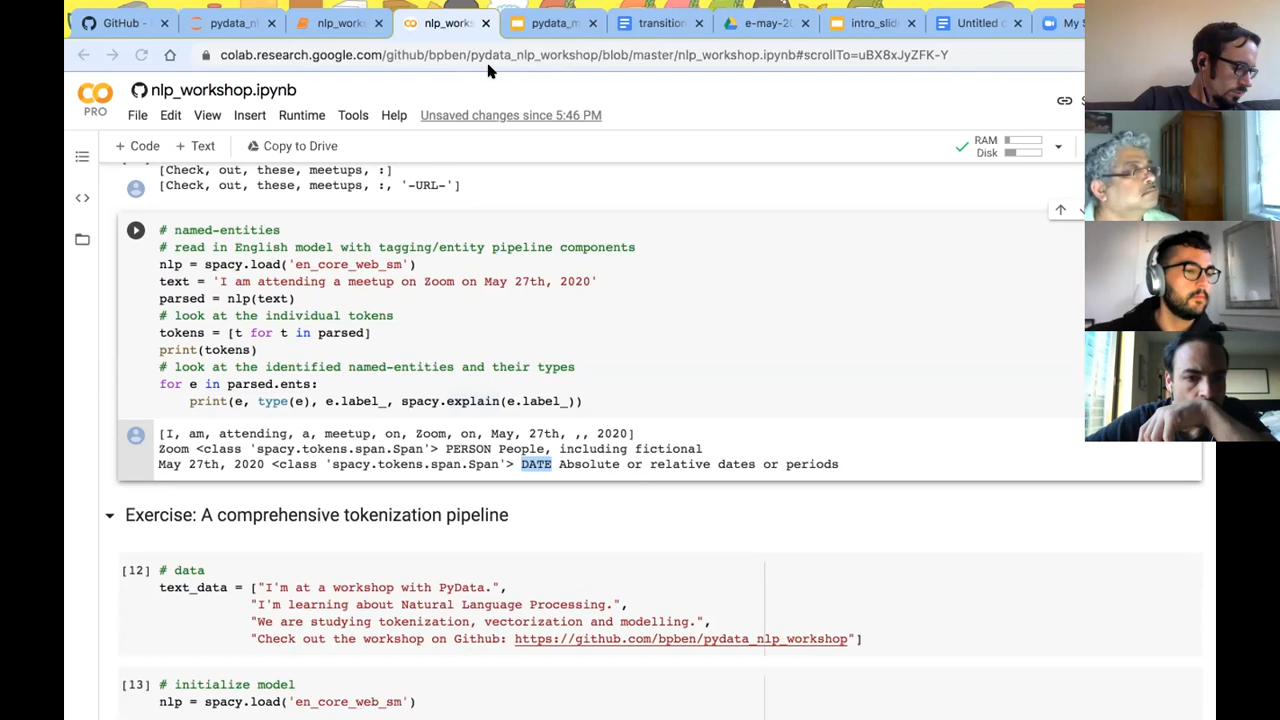 GitHub -
pydata_nl
nlp_works
nlp_works
pydata_m
transition
e-may-20
intro_slid
Untitled d
My S
colab.research.google.com/github/bpben/pydata_nlp_workshop/blob/master/nlp_workshop.ipynb#scrollTo=uBX8xJyZFK-Y
nlp_workshop.ipynb
PRO
File Edit View Insert Runtime Tools Help Unsaved changes since 5:46 PM
+ Code + Text Copy to Drive
RAM
Disk
[Check, out, these, meetups, :]
[Check, out, these, meetups, :, '-URL-']
# named-entities
# read in English model with tagging/entity pipeline components
nlp = spacy.load('en_core_web_sm')
text = 'I am attending a meetup on Zoom on May 27th, 2020'
parsed = nlp(text)
# look at the individual tokens
tokens = [t for t in parsed]
print(tokens)
# look at the identified named-entities and their types
for e in parsed.ents:
    print(e, type(e), e.label_, spacy.explain(e.label_))
[I, am, attending, a, meetup, on, Zoom, on, May, 27th, ,, 2020]
Zoom <class 'spacy.tokens.span.Span'> PERSON People, including fictional
May 27th, 2020 <class 'spacy.tokens.span.Span'> DATE Absolute or relative dates or periods
Exercise: A comprehensive tokenization pipeline
[12] # data
text_data = ["I'm at a workshop with PyData.",
"I'm learning about Natural Language Processing.",
"We are studying tokenization, vectorization and modelling.",
"Check out the workshop on Github: https://github.com/bpben/pydata_nlp_workshop"]
[13] # initialize model
nlp = spacy.load('en_core_web_sm')